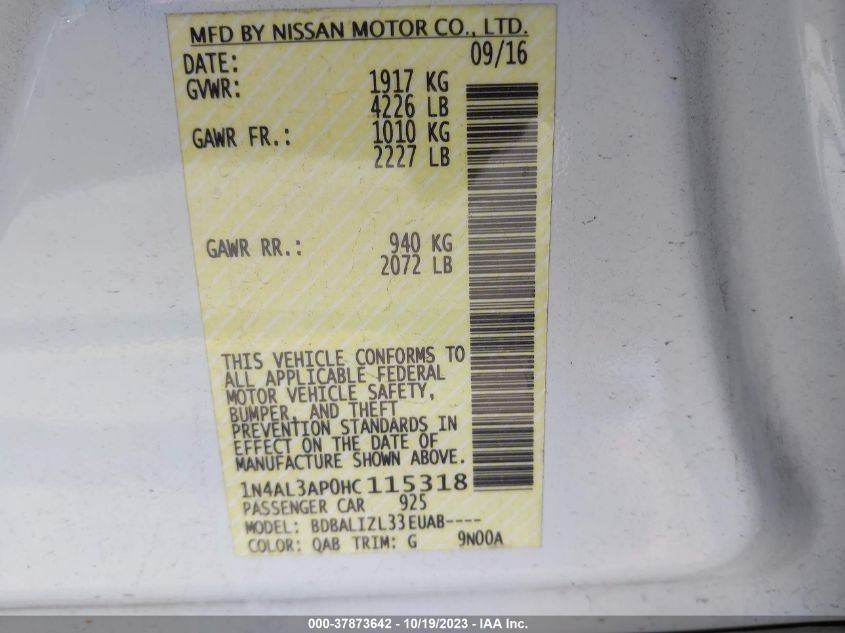 MFD BY NISSAN MOTOR CO., LTD.
DATE: 09/16
GVWR: 1917 KG
4226 LB
GAWR FR.: 1010 KG
2227 LB
GAWR RR.: 940 KG
2072 LB
THIS VEHICLE CONFORMS TO
ALL APPLICABLE FEDERAL
MOTOR VEHICLE SAFETY,
BUMPER, AND THEFT
PREVENTION STANDARDS IN
EFFECT ON THE DATE OF
MANUFACTURE SHOWN ABOVE.
1N4AL3AP0HC115318
PASSENGER CAR 925
MODEL: BDBALIZL33EUAB----
COLOR: QAB TRIM: G 9N00A
000-37873642 - 10/19/2023 - IAA Inc.